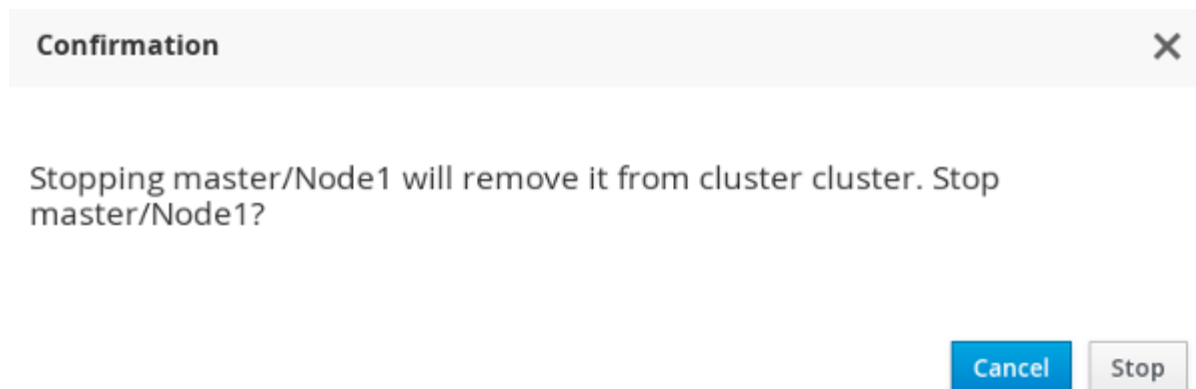 Confirmation
Stopping master/Node1 will remove it from cluster cluster. Stop
master/Node1?
Cancel Stop